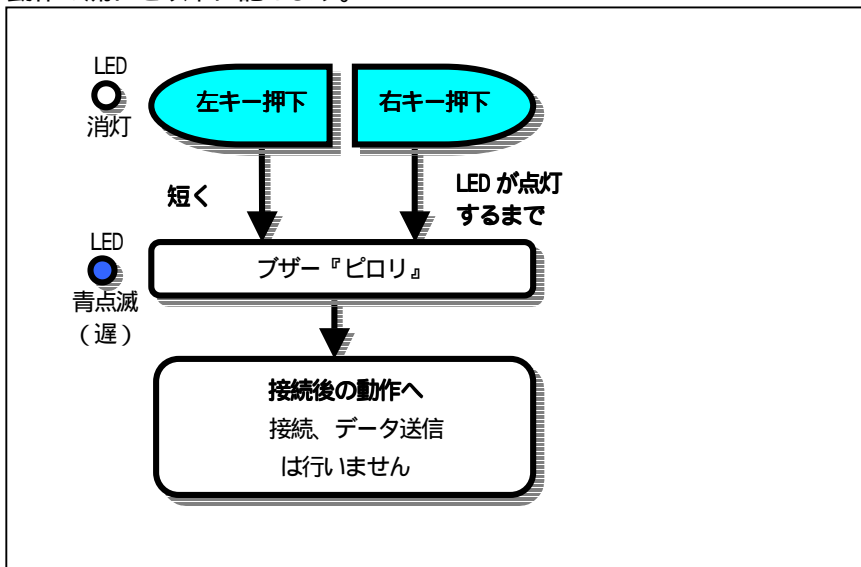 LED
消灯
左キー押下
右キー押下
短く
LED が点灯
するまで
LED
青点滅
（遅）
ブザー『ピロリ』
接続後の動作へ
接続、データ送信
は行いません